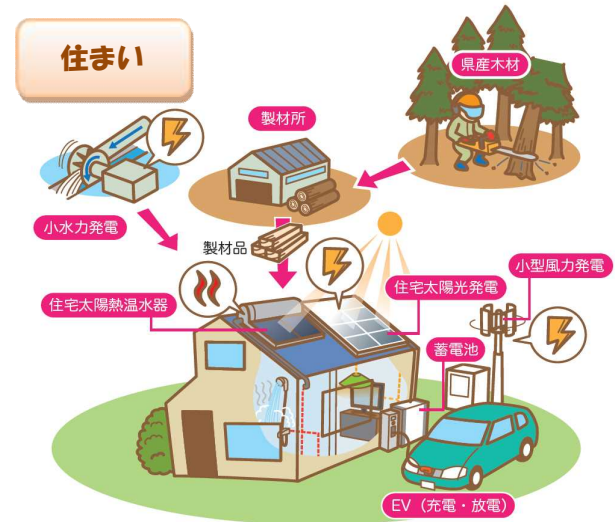 住まい
県産木材
製材所
小水力発電
製材品
小型風力発電
住宅太陽熱温水器
住宅太陽光発電
蓄電池
EV（充電・放電）